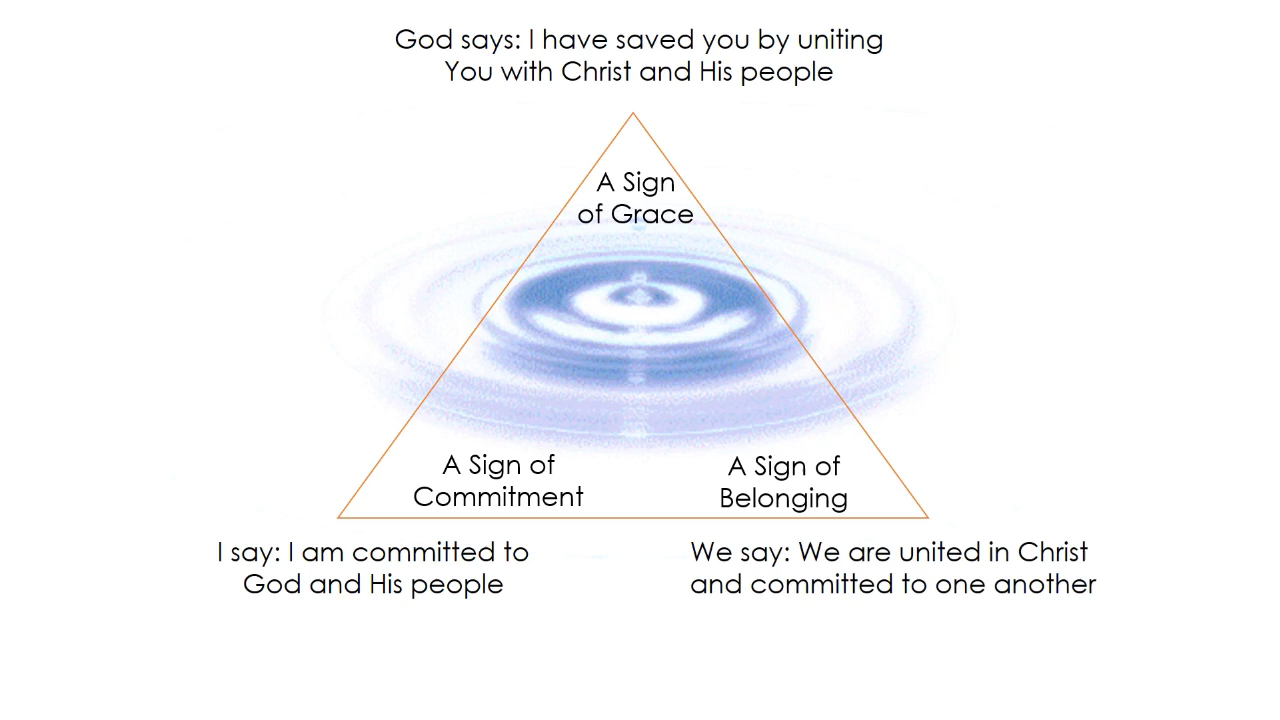 God says: I have saved you by uniting
You with Christ and His people
A Sign
of Grace
A Sign of
Commitment
A Sign of
Belonging
I say: I am committed to
God and His people
We say: We are united in Christ
and committed to one another